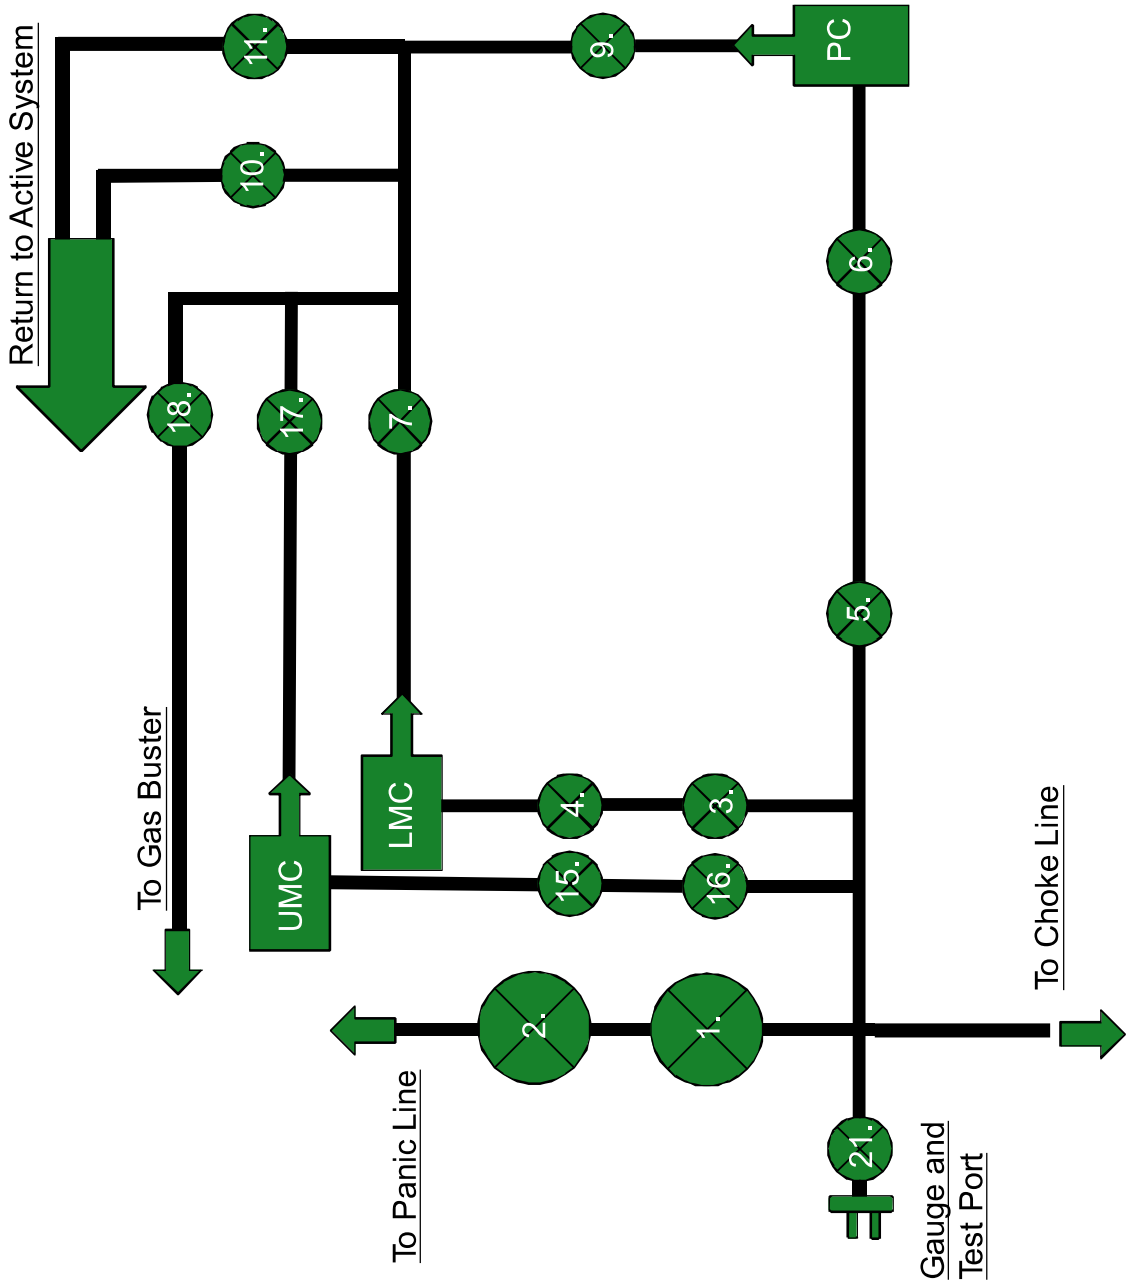 Return to Active System
To Gas Buster
18.
10.
11.
UMC
17.
LMC
7.
To Panic Line
2.
15.
4.
9.
1.
16.
3.
PC
21.
5.
6.
Gauge and
Test Port
To Choke Line